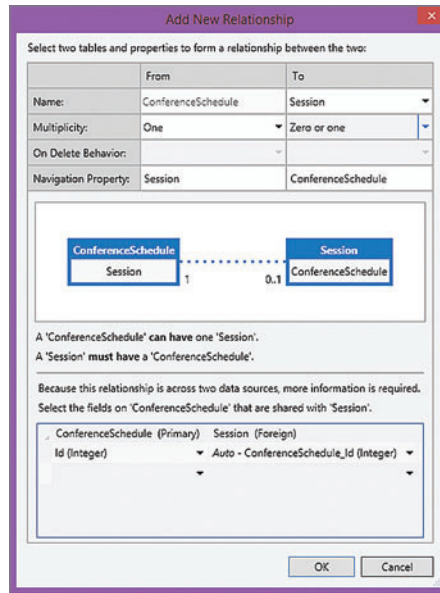 Add New Relationship
Select two tables and properties to form a relationship between the two:
From To
Name: ConferenceSchedule Session
Multiplicity: One Zero or one
On Delete Behavior:
Navigation Property: Session ConferenceSchedule
ConferenceSchedule Session
Session 1 0..1 ConferenceSchedule
A 'ConferenceSchedule' can have one 'Session'.
A 'Session' must have a 'ConferenceSchedule'.
Because this relationship is across two data sources, more information is required.
Select the fields on 'ConferenceSchedule' that are shared with 'Session'.
ConferenceSchedule (Primary) Session (Foreign)
Id (Integer) Auto - ConferenceSchedule_Id (Integer)
OK Cancel